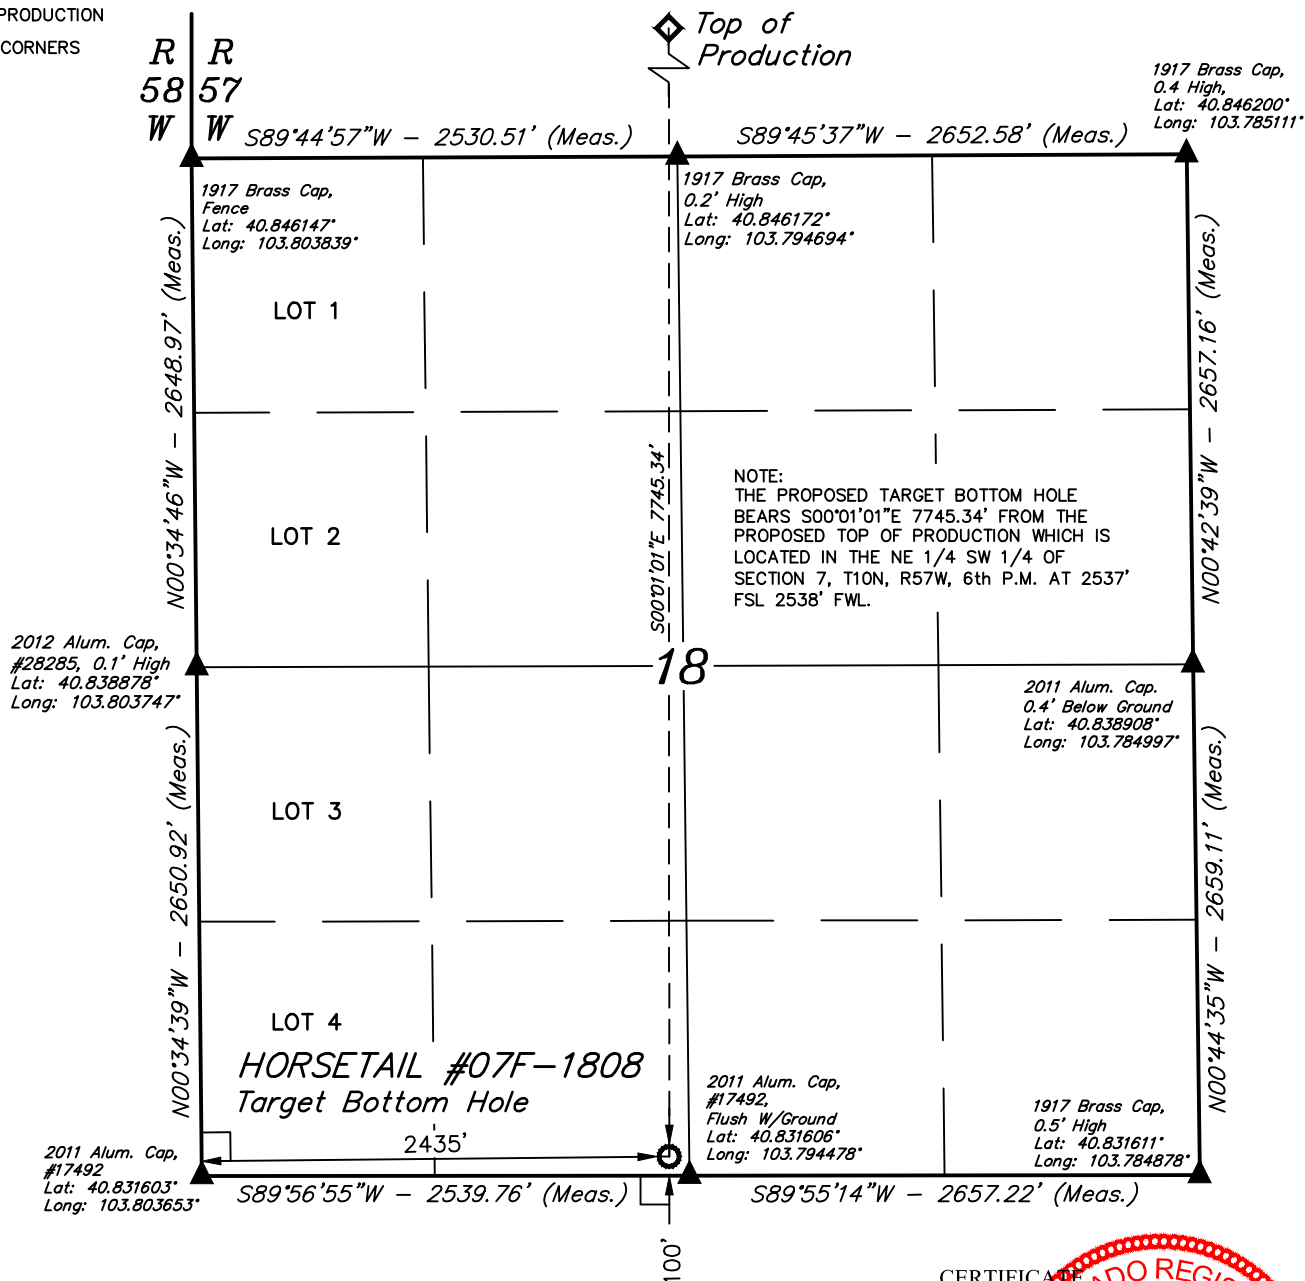 PRODUCTION
CORNERS
R R
58 57
W W
Top of
Production
1917 Brass Cap,
0.4 High,
Lat: 40.846200°
Long: 103.785111°
S89°44'57"W - 2530.51' (Meas.)
S89°45'37"W - 2652.58' (Meas.)
1917 Brass Cap,
Fence
Lat: 40.846147°
Long: 103.803839°
1917 Brass Cap,
0.2' High
Lat: 40.846172°
Long: 103.794694°
N00°34'46"W - 2648.97' (Meas.)
N00°42'39"W - 2657.16' (Meas.)
LOT 1
S00°01'01"E 7745.34'
NOTE:
THE PROPOSED TARGET BOTTOM HOLE
BEARS S00°01'01"E 7745.34' FROM THE
PROPOSED TOP OF PRODUCTION WHICH IS
LOCATED IN THE NE 1/4 SW 1/4 OF
SECTION 7, T10N, R57W, 6th P.M. AT 2537'
FSL 2538' FWL.
LOT 2
2012 Alum. Cap,
#28285, 0.1' High
Lat: 40.838878°
Long: 103.803747°
18
2011 Alum. Cap.
0.4' Below Ground
Lat: 40.838908°
Long: 103.784997°
N00°34'39"W - 2650.92' (Meas.)
N00°44'35"W - 2659.11' (Meas.)
LOT 3
LOT 4
HORSETAIL #07F-1808
Target Bottom Hole
2435'
2011 Alum. Cap,
#17492,
Flush W/Ground
Lat: 40.831606°
Long: 103.794478°
1917 Brass Cap,
0.5' High
Lat: 40.831611°
Long: 103.784878°
2011 Alum. Cap,
#17492
Lat: 40.831603°
Long: 103.803653°
S89°56'55"W - 2539.76' (Meas.)
S89°55'14"W - 2657.22' (Meas.)
100'
CERTIFICATE
ADO REGIS